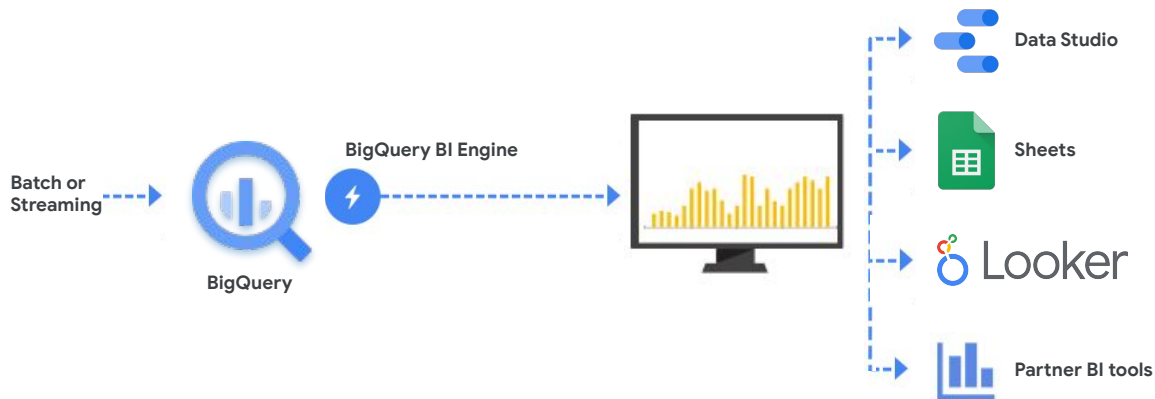 Batch or
Streaming
BigQuery
BigQuery BI Engine
Data Studio
Sheets
Looker
Partner BI tools